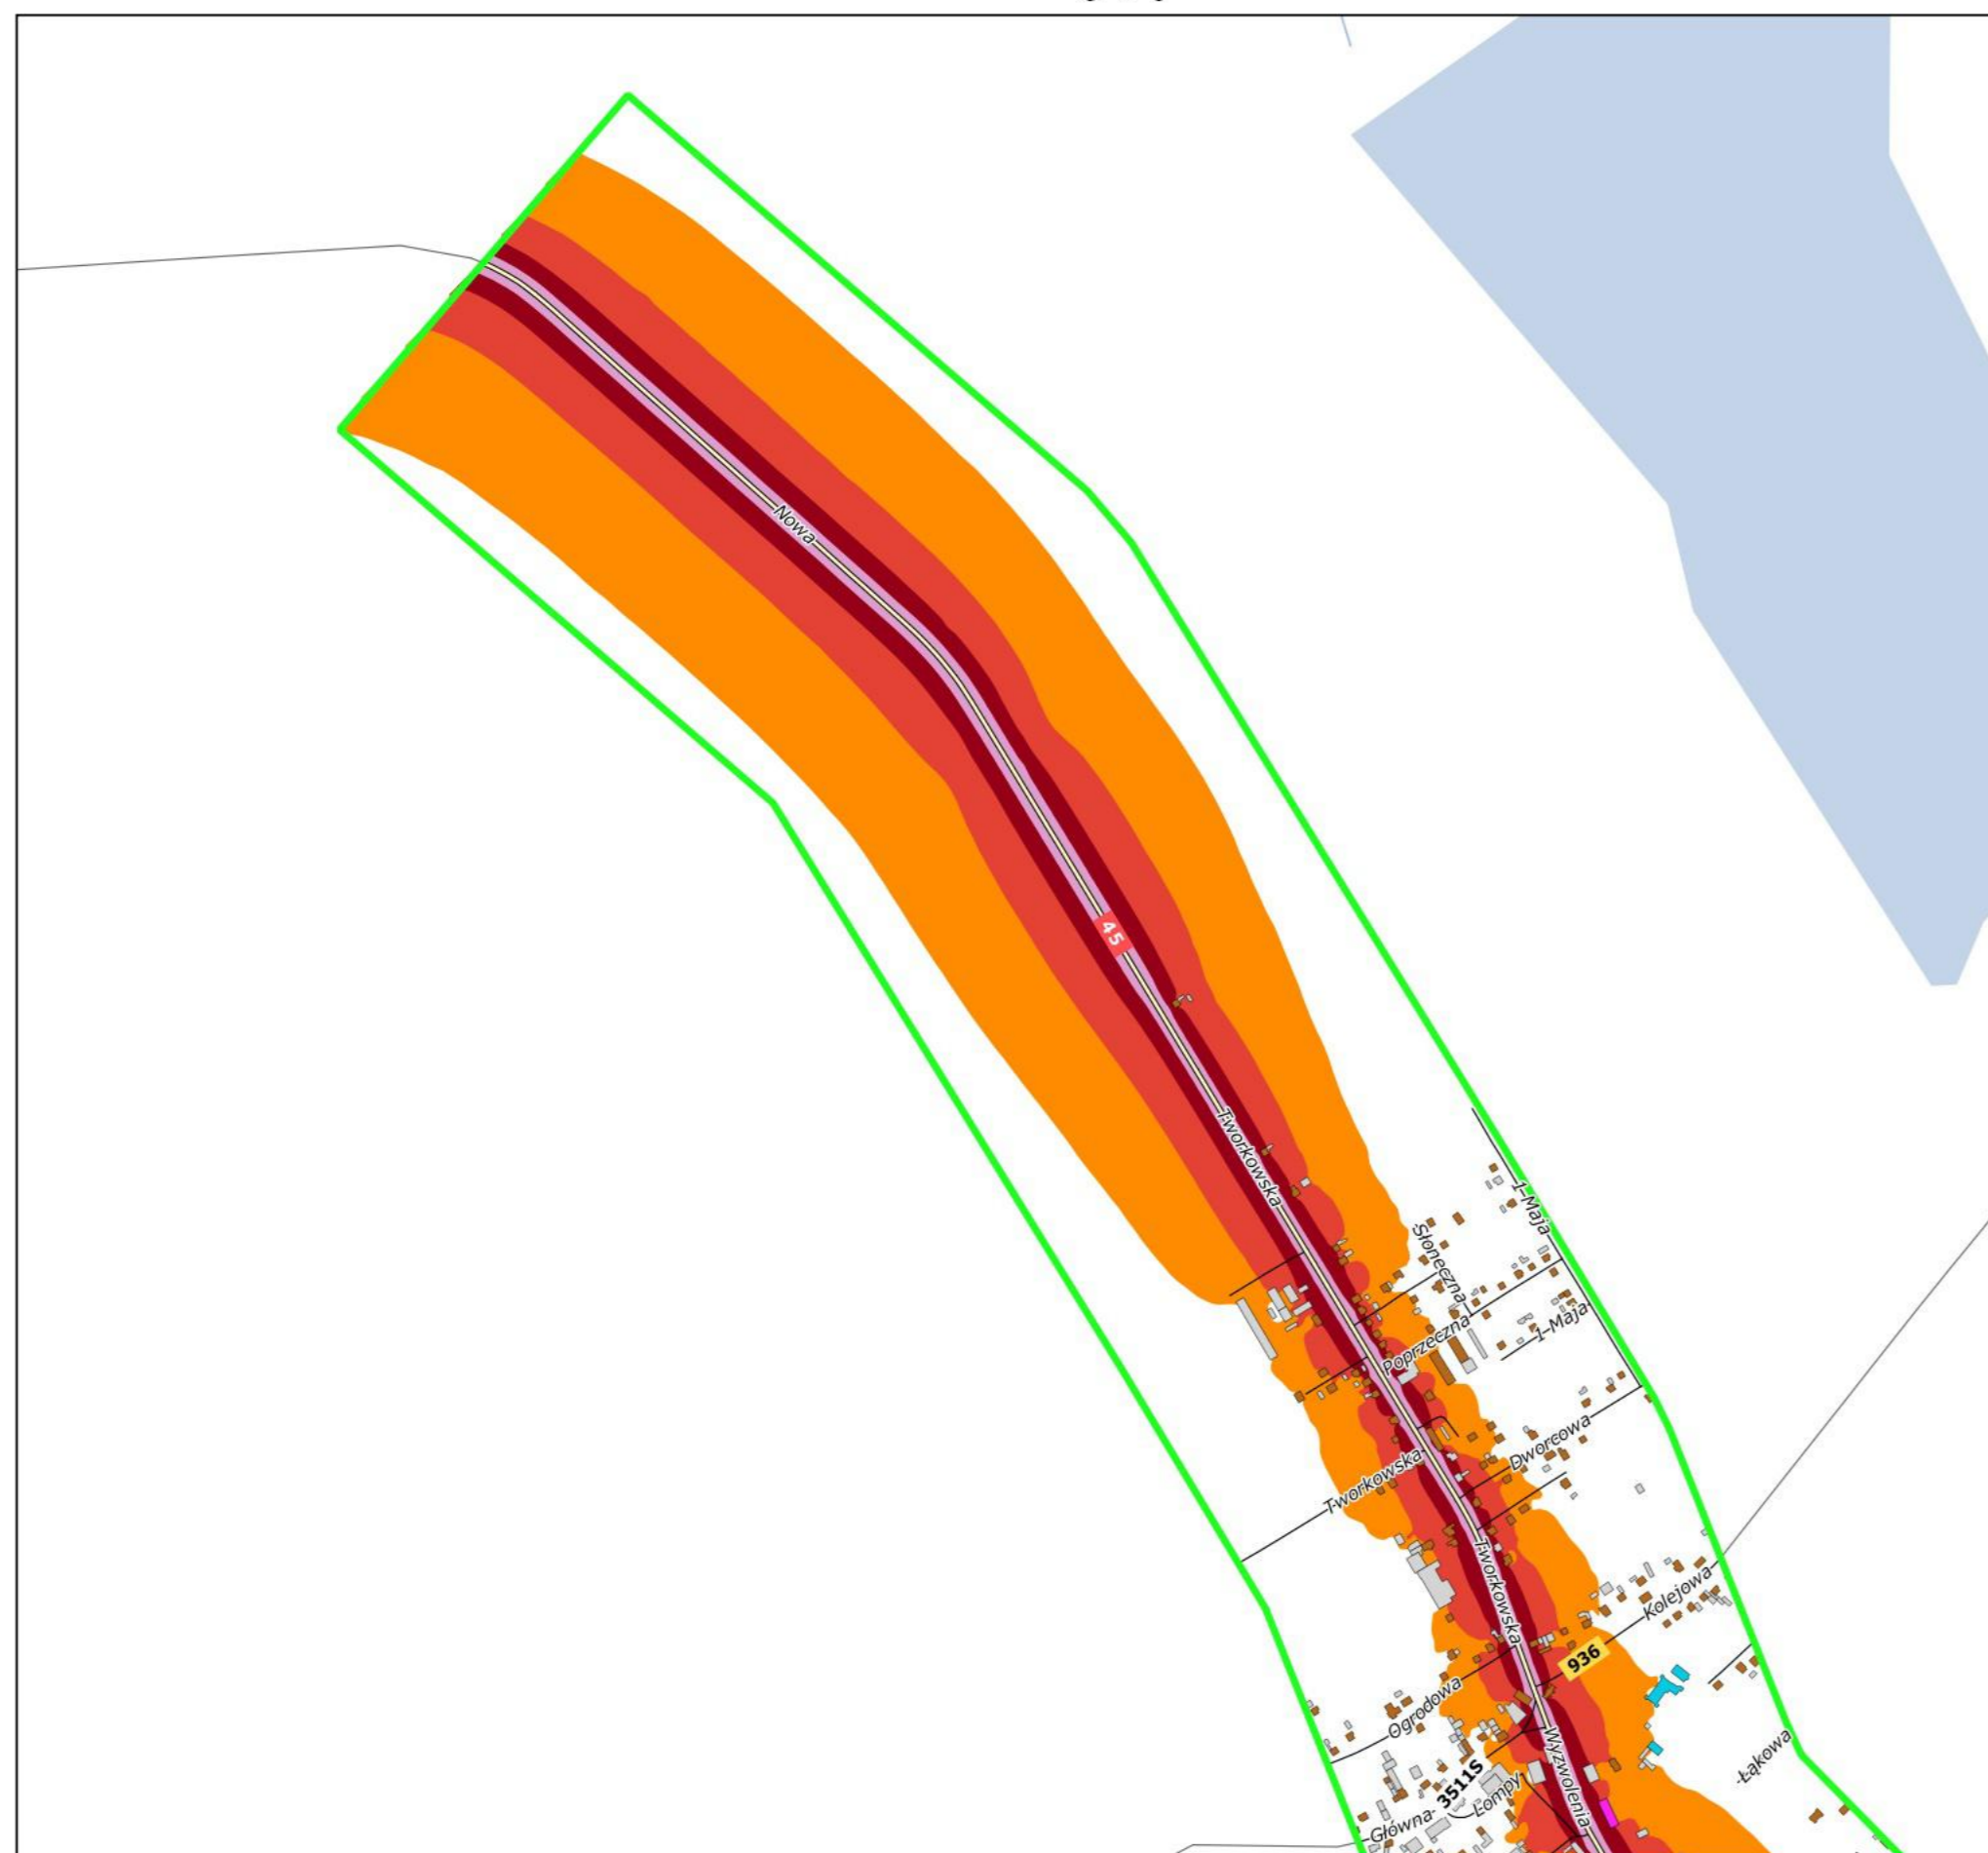 Nowa
45
Tworkowska
1-Maja
Słoneczna
Poprzeczna
1-Maja
Dworcowa
Tworkowska
Tworkowska
Kolejowa
936
Ogrodowa
Wyzwolenia
Łąkowa
3511S
Lompy
Główna